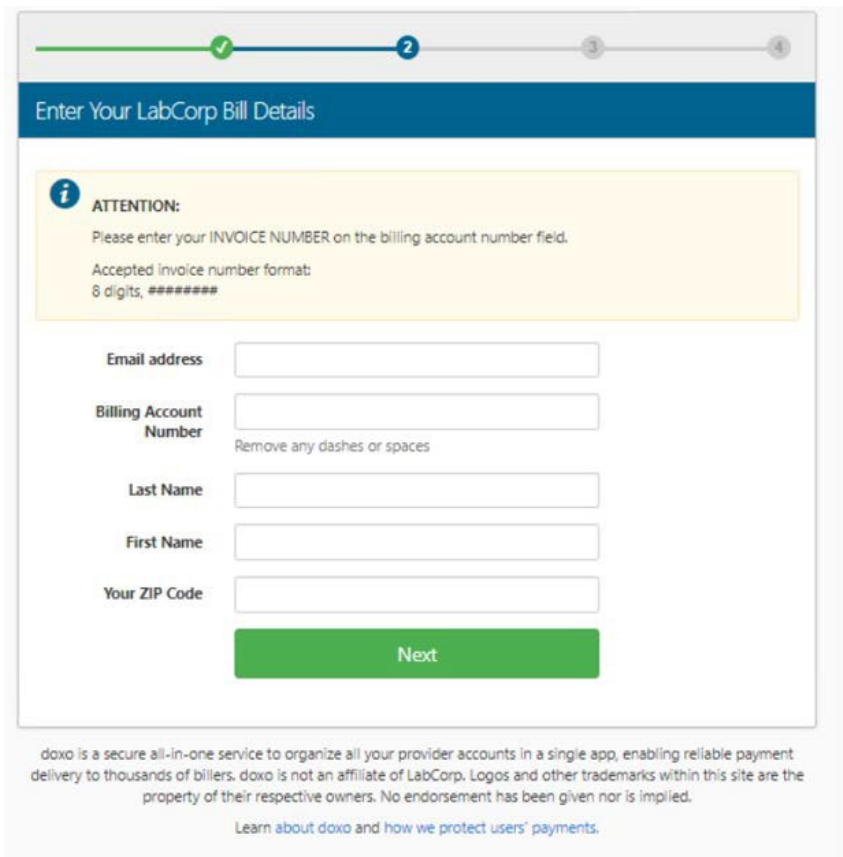 2
3
4
Enter Your LabCorp Bill Details
ATTENTION:
Please enter your INVOICE NUMBER on the billing account number field.
Accepted invoice number format:
8 digits, ########
Email address
Billing Account
Number
Remove any dashes or spaces
Last Name
First Name
Your ZIP Code
Next
doxo is a secure all-in-one service to organize all your provider accounts in a single app, enabling reliable payment
delivery to thousands of billers. doxo is not an affiliate of LabCorp. Logos and other trademarks within this site are the
property of their respective owners. No endorsement has been given nor is implied.
Learn about doxo and how we protect users' payments.